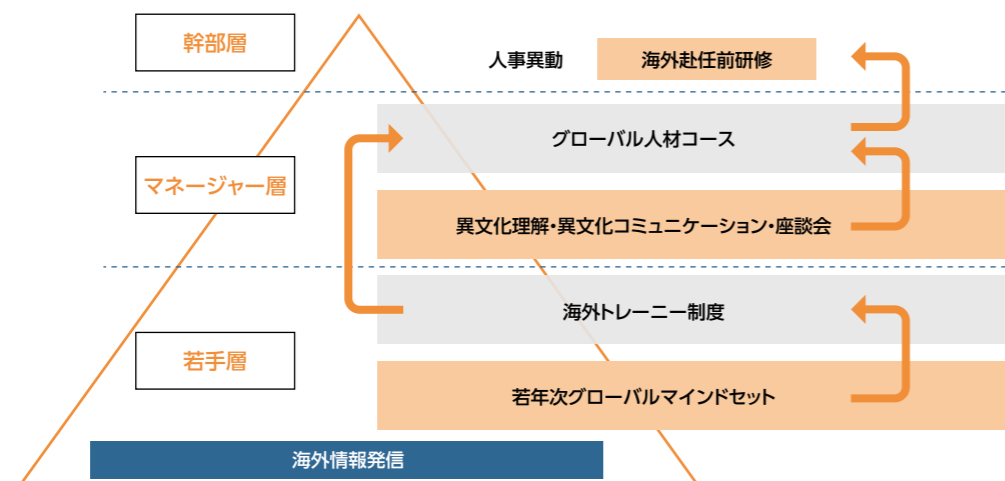 幹部層
人事異動
海外赴任前研修
グローバル人材コース
マネージャー層
異文化理解・異文化コミュニケーション・座談会
海外トレーニー制度
若手層
若年次グローバルマインドセット
海外情報発信